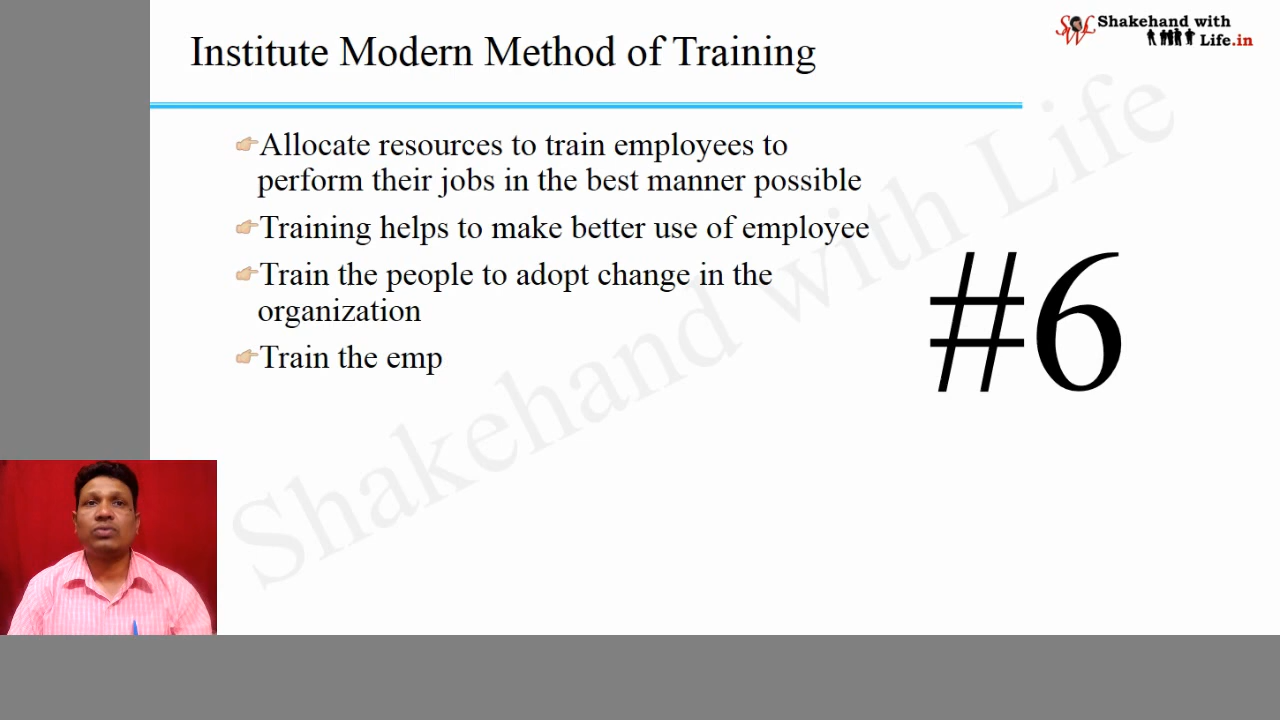 Institute Modern Method of Training
Shakehand with
Life.in
Allocate resources to train employees to
perform their jobs in the best manner possible
Training helps to make better use of employee
Train the people to adopt change in the
organization
Train the emp
#6
Shakehand with Life